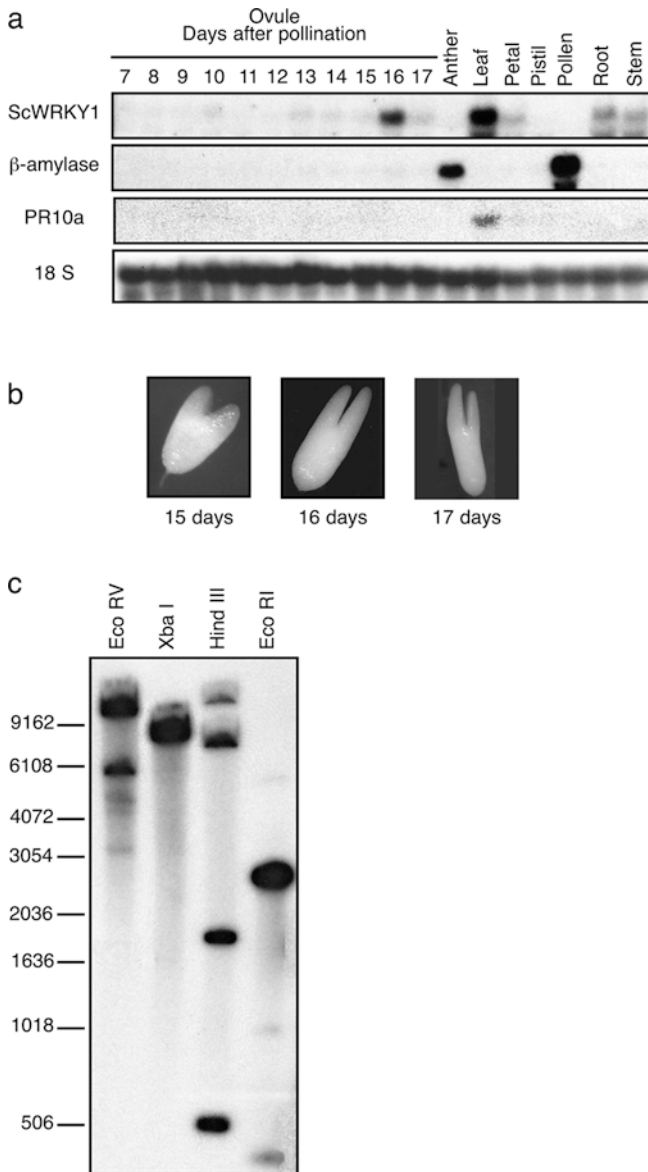 a
Ovule
Days after pollination
7 8 9 10 11 12 13 14 15 16 17 Anther Leaf Petal Pistil Pollen Root Stem
ScWRKY1
β-amylase
PR10a
18 S
b
15 days 16 days 17 days
c
Eco RV Xba I Hind III Eco RI
9162
6108
4072
3054
2036
1636
1018
506